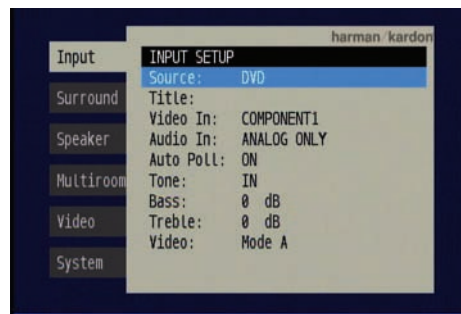 harman/kardon
Input
Surround
Speaker
Multiroom
Video
System
INPUT SETUP
Source: DVD
Title:
Video In: COMPONENT1
Audio In: ANALOG ONLY
Auto Poll: ON
Tone: IN
Bass: 0 dB
Treble: 0 dB
Video: Mode A